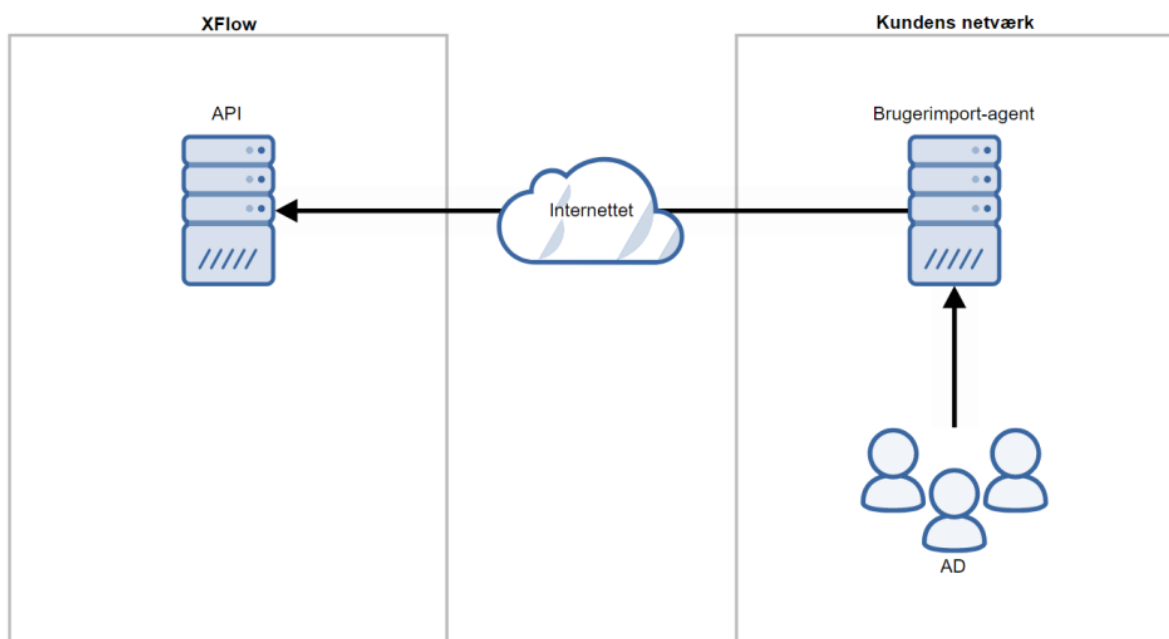 XFlow
Kundens netværk
API
Brugerimport-agent
Internettet
AD